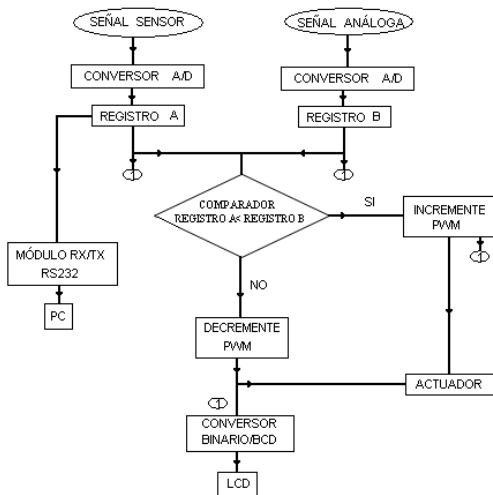 SEÑAL SENSOR
SEÑAL ANÁLOGA
CONVERSOR A/D
CONVERSOR A/D
REGISTRO A
REGISTRO B
1
1
COMPARADOR
REGISTRO A< REGISTRO B
SI
INCREMENTE
PWM
1
MÓDULO RX/TX
RS232
PC
NO
DECREMENTE
PWM
ACTUADOR
1
CONVERSOR
BINARIO/BCD
LCD